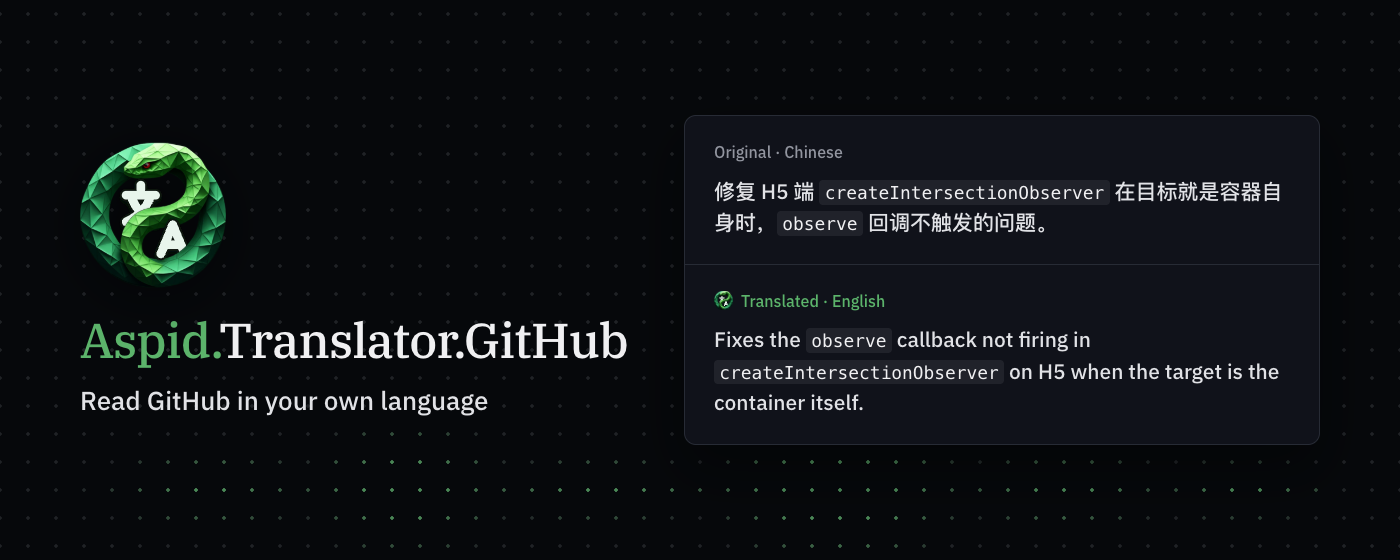 文
A
Aspid.Translator.GitHub
Read GitHub in your own language
Original · Chinese
修复 H5 端 createIntersectionObserver 在目标就是容器自
身时，observe 回调不触发的问题。
Translated · English
Fixes the observe callback not firing in
createIntersectionObserver on H5 when the target is the
container itself.